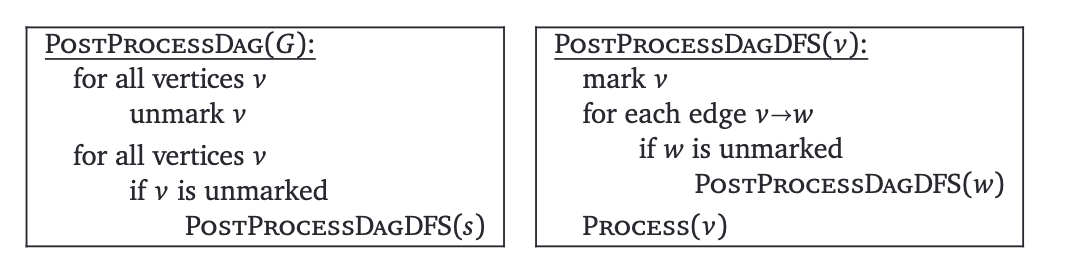 PostProcessDag(G):
for all vertices v
unmark v
for all vertices v
if v is unmarked
PostProcessDagDFS(s)
PostProcessDagDFS(v):
mark v
for each edge v→w
if w is unmarked
PostProcessDagDFS(w)
Process(v)